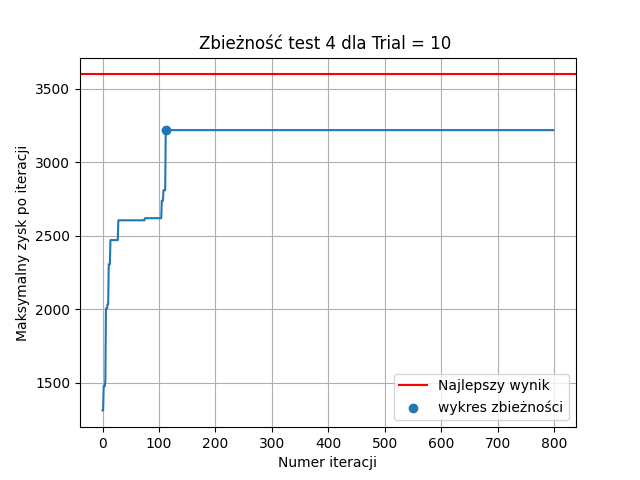 Zbieżność test 4 dla Trial = 10
Maksymalny zysk po iteracji
3500
3000
2500
2000
1500
0 100 200 300 400 500 600 700 800
Numer iteracji
Najlepszy wynik
wykres zbieżności